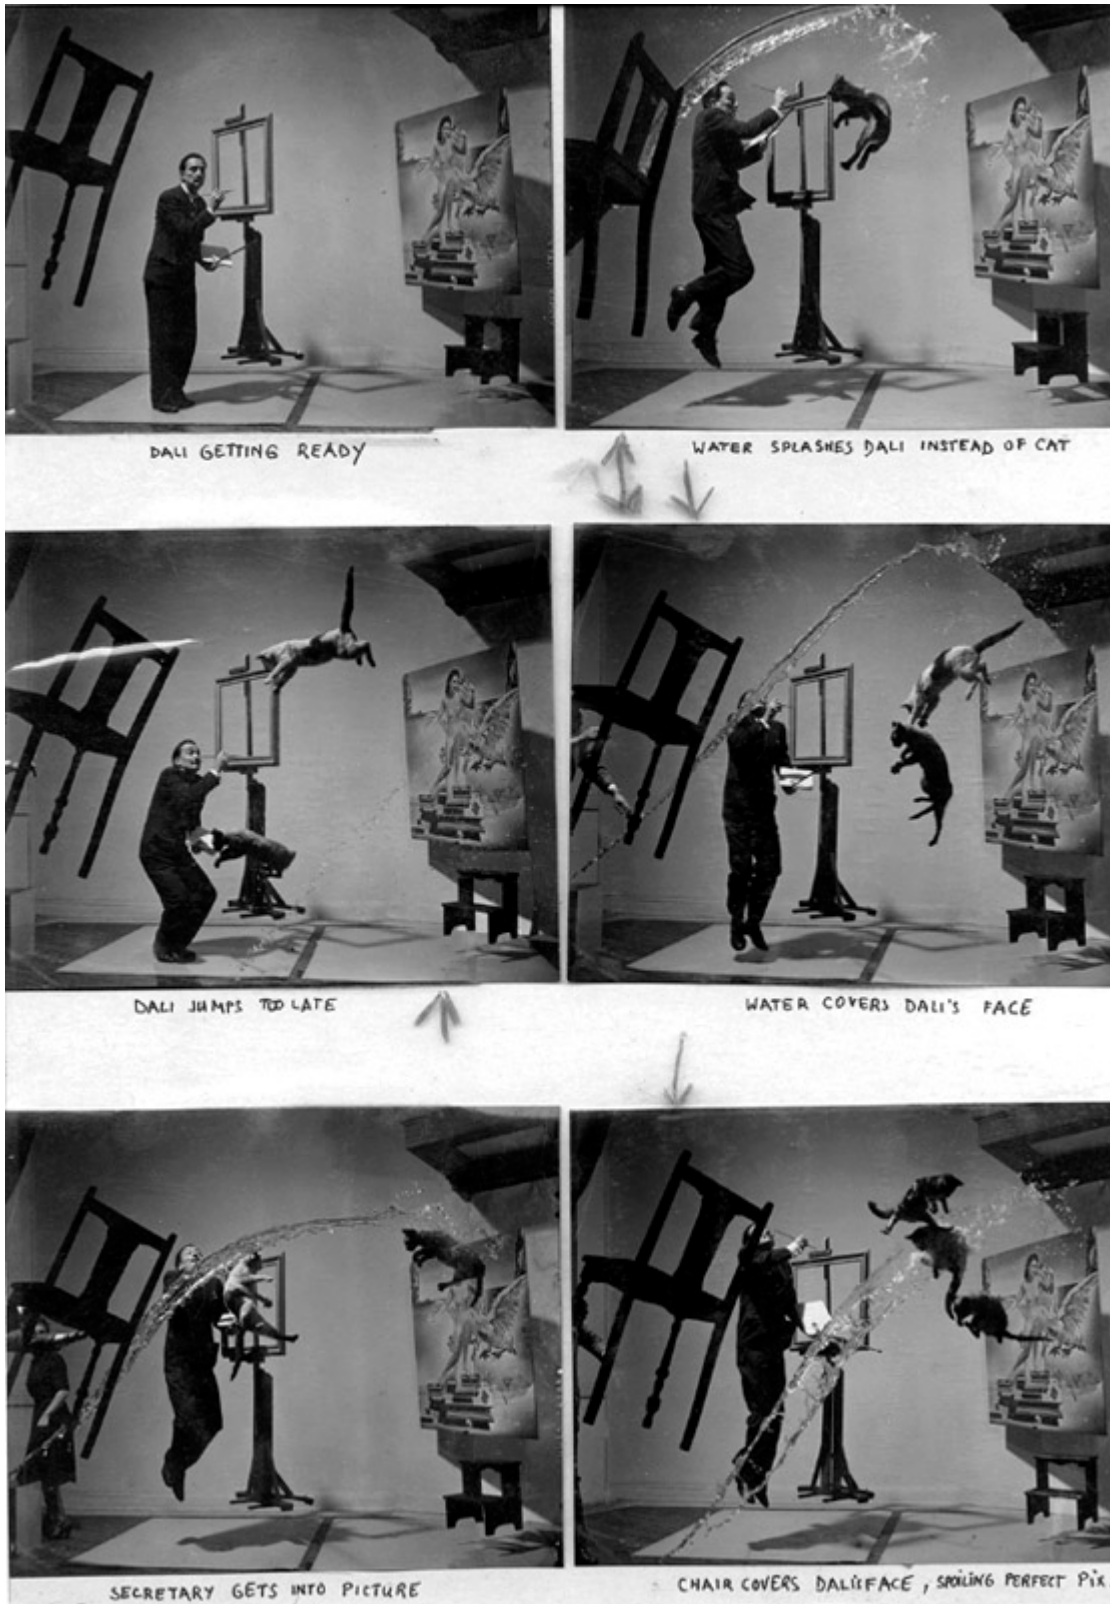 DALI GETTING READY
WATER SPLASHES DALI INSTEAD OF CAT
DALI JUMPS TOO LATE
WATER COVERS DALI'S FACE
SECRETARY GETS INTO PICTURE
CHAIR COVERS DALI'S FACE, SPOILING PERFECT PIX